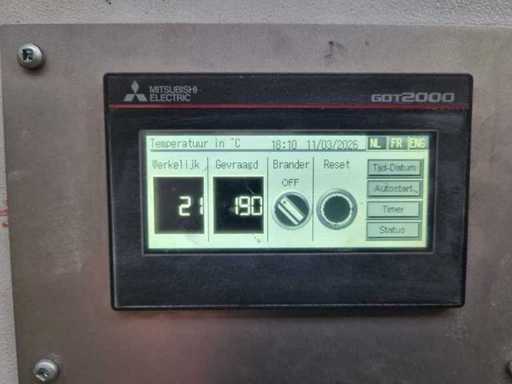 MITSUBISHI
ELECTRIC
GOT2000
Temperatuur in °C 18:10 11/03/2026 NL FR ENG
Werkelijk Gevraagd Brander Reset Tijd-Datum
OFF
Autostart
21 190
Timer
Status